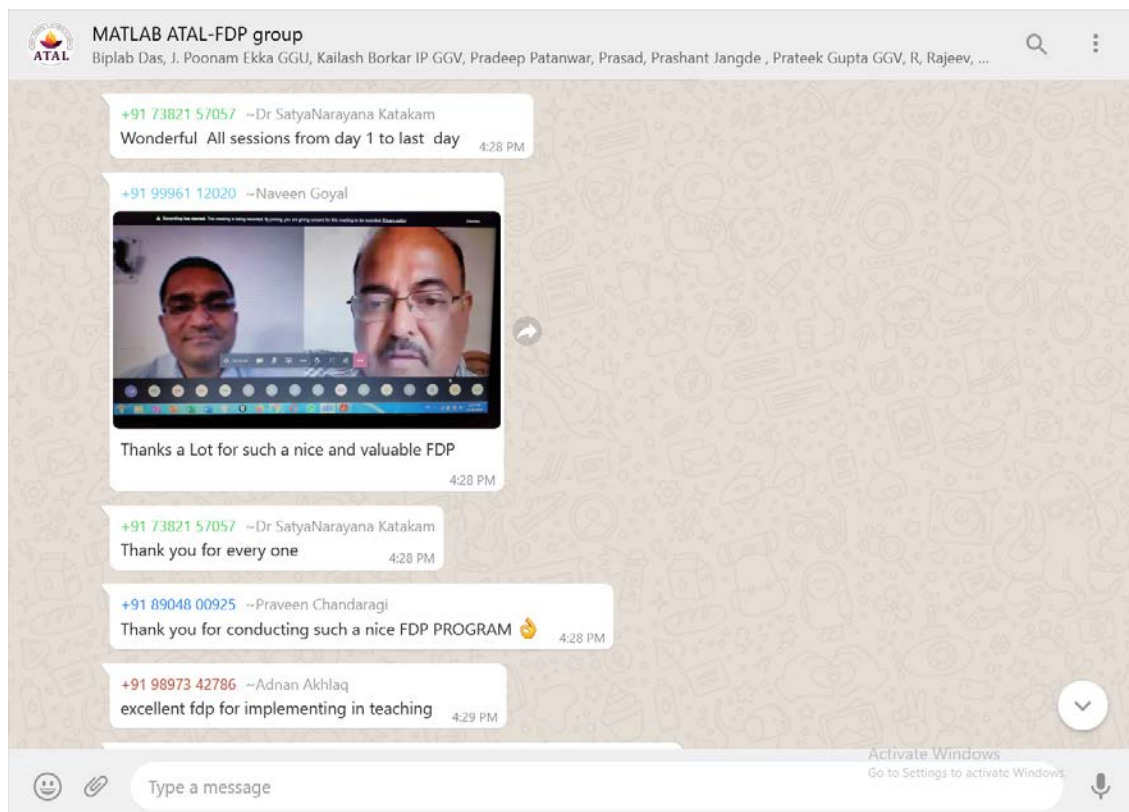 MATLAB ATAL-FDP group
ATAL
Biplab Das, J. Poonam Ekka GGU, Kailash Borkar IP GGV, Pradeep Patanwar, Prasad, Prashant Jangde , Prateek Gupta GGV, R, Rajeev, ...
+91 73821 57057 ~Dr SatyaNarayana Katakam
Wonderful All sessions from day 1 to last day 4:28 PM
+91 99961 12020 ~Naveen Goyal
Thanks a Lot for such a nice and valuable FDP
4:28 PM
+91 73821 57057 ~Dr SatyaNarayana Katakam
Thank you for every one 4:28 PM
+91 89048 00925 ~Praveen Chandaragi
Thank you for conducting such a nice FDP PROGRAM 👌 4:28 PM
+91 98973 42786 ~Adnan Akhlaq
excellent fdp for implementing in teaching 4:29 PM
Activate Windows
Go to Settings to activate Windows.
Type a message